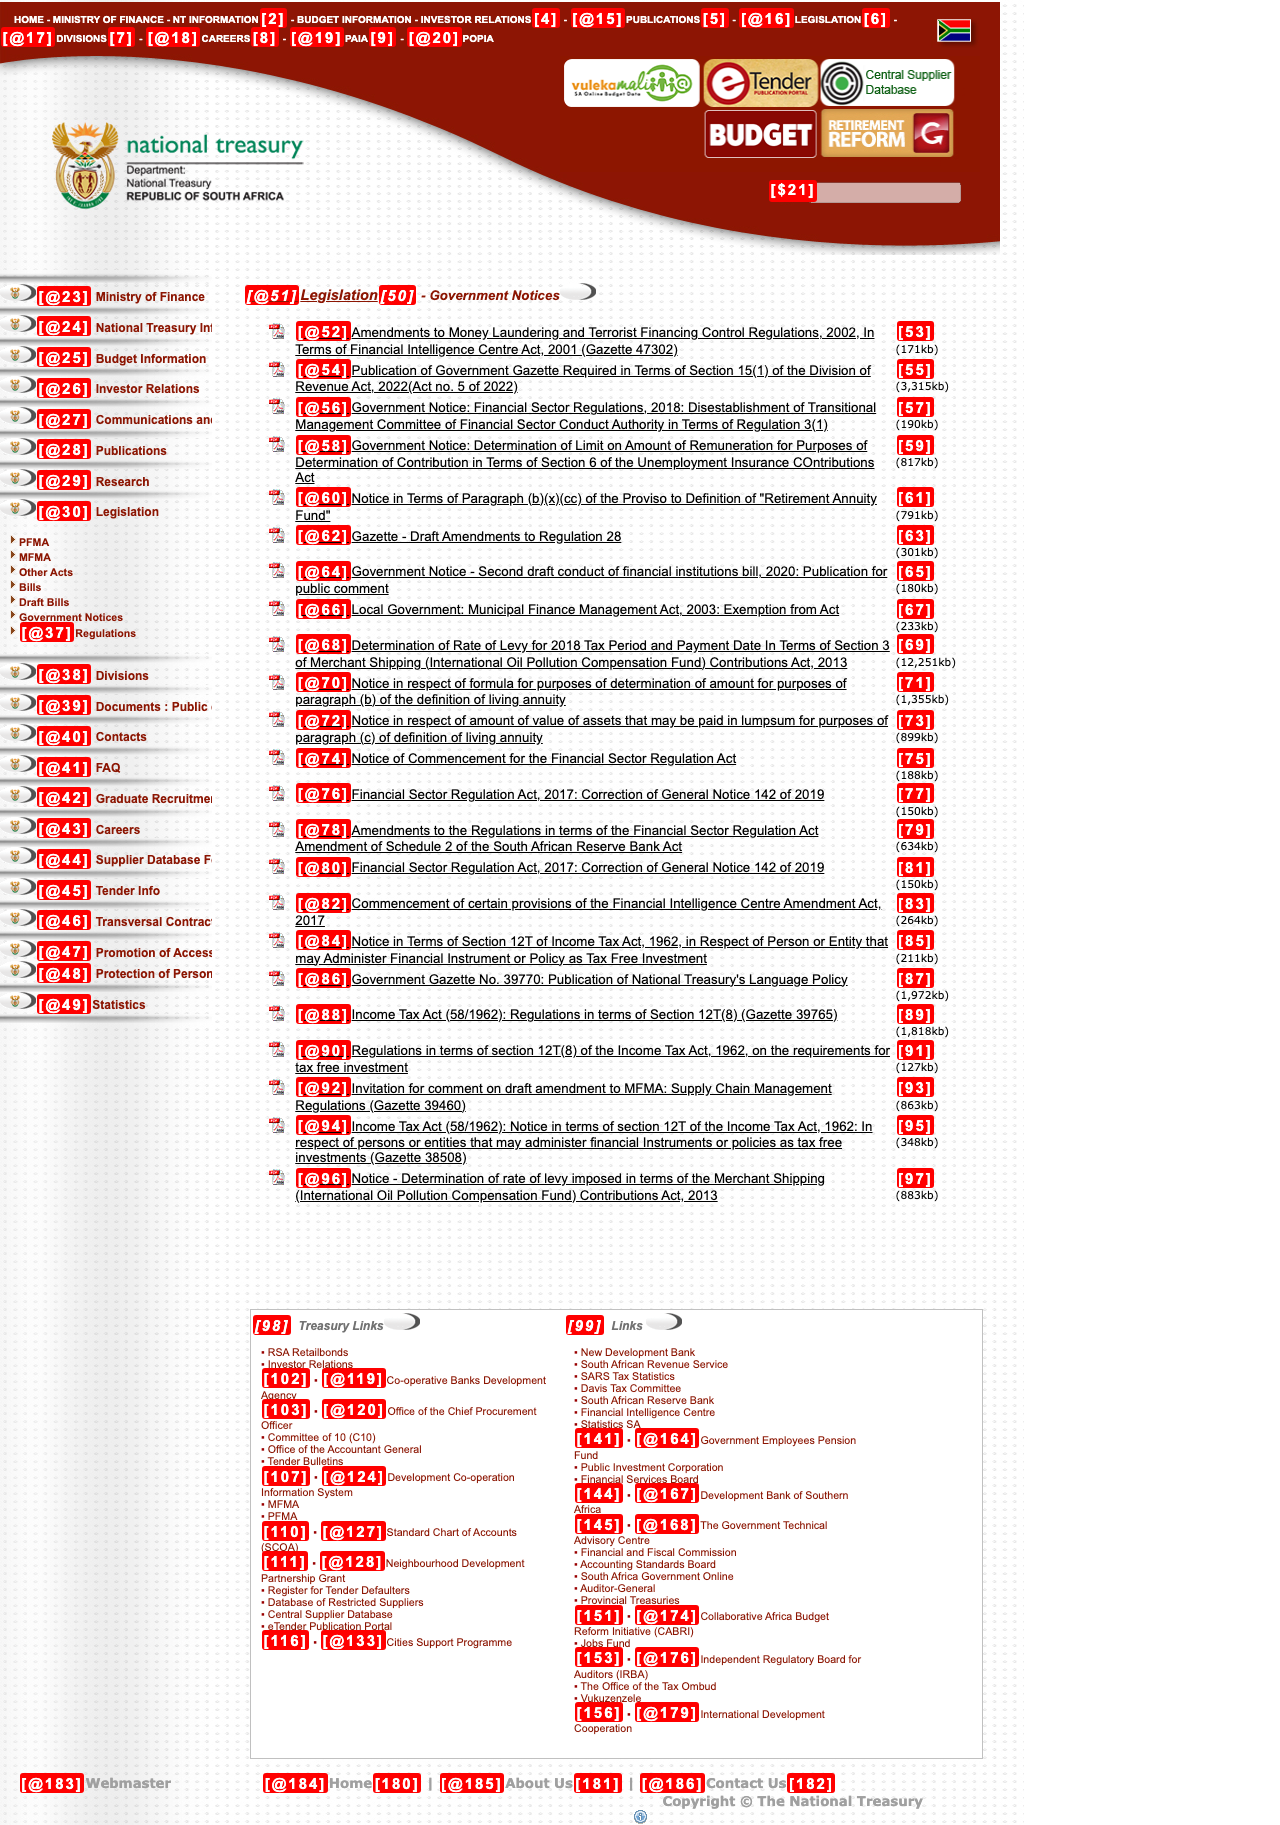 HOME - MINISTRY OF FINANCE - NT INFORMATION [2] - BUDGET INFORMATION - INVESTOR RELATIONS [4] - [@15] PUBLICATIONS [5] - [@16] LEGISLATION [6] -
[@17] DIVISIONS [7] - [@18] CAREERS [8] - [@19] PAIA [9] - [@20] POPIA
vulekamali
SA Online Budget Data
eTender
PUBLICATION PORTAL
Central Supplier
Database
BUDGET
RETIREMENT
REFORM
national treasury
Department:
National Treasury
REPUBLIC OF SOUTH AFRICA
[$21]
[@23] Ministry of Finance
[@24] National Treasury Inf
[@25] Budget Information
[@26] Investor Relations
[@27] Communications and
[@28] Publications
[@29] Research
[@30] Legislation
PFMA
MFMA
Other Acts
Bills
Draft Bills
Government Notices
[@37] Regulations
[@38] Divisions
[@39] Documents : Public
[@40] Contacts
[@41] FAQ
[@42] Graduate Recruitmen
[@43] Careers
[@44] Supplier Database F
[@45] Tender Info
[@46] Transversal Contrac
[@47] Promotion of Access
[@48] Protection of Person
[@49] Statistics
[@51] Legislation [50] - Government Notices
[@52] Amendments to Money Laundering and Terrorist Financing Control Regulations, 2002, In [53]
Terms of Financial Intelligence Centre Act, 2001 (Gazette 47302) (171kb)
[@54] Publication of Government Gazette Required in Terms of Section 15(1) of the Division of [55]
Revenue Act, 2022(Act no. 5 of 2022) (3,315kb)
[@56] Government Notice: Financial Sector Regulations, 2018: Disestablishment of Transitional [57]
Management Committee of Financial Sector Conduct Authority in Terms of Regulation 3(1) (190kb)
[@58] Government Notice: Determination of Limit on Amount of Remuneration for Purposes of [59]
Determination of Contribution in Terms of Section 6 of the Unemployment Insurance COntributions (817kb)
Act
[@60] Notice in Terms of Paragraph (b)(x)(cc) of the Proviso to Definition of "Retirement Annuity [61]
Fund" (791kb)
[@62] Gazette - Draft Amendments to Regulation 28 [63]
(301kb)
[@64] Government Notice - Second draft conduct of financial institutions bill, 2020: Publication for [65]
public comment (180kb)
[@66] Local Government: Municipal Finance Management Act, 2003: Exemption from Act [67]
(233kb)
[@68] Determination of Rate of Levy for 2018 Tax Period and Payment Date In Terms of Section 3 [69]
of Merchant Shipping (International Oil Pollution Compensation Fund) Contributions Act, 2013 (12,251kb)
[@70] Notice in respect of formula for purposes of determination of amount for purposes of [71]
paragraph (b) of the definition of living annuity (1,355kb)
[@72] Notice in respect of amount of value of assets that may be paid in lumpsum for purposes of [73]
paragraph (c) of definition of living annuity (899kb)
[@74] Notice of Commencement for the Financial Sector Regulation Act [75]
(188kb)
[@76] Financial Sector Regulation Act, 2017: Correction of General Notice 142 of 2019 [77]
(150kb)
[@78] Amendments to the Regulations in terms of the Financial Sector Regulation Act [79]
Amendment of Schedule 2 of the South African Reserve Bank Act (634kb)
[@80] Financial Sector Regulation Act, 2017: Correction of General Notice 142 of 2019 [81]
(150kb)
[@82] Commencement of certain provisions of the Financial Intelligence Centre Amendment Act, [83]
2017 (264kb)
[@84] Notice in Terms of Section 12T of Income Tax Act, 1962, in Respect of Person or Entity that [85]
may Administer Financial Instrument or Policy as Tax Free Investment (211kb)
[@86] Government Gazette No. 39770: Publication of National Treasury's Language Policy [87]
(1,972kb)
[@88] Income Tax Act (58/1962): Regulations in terms of Section 12T(8) (Gazette 39765) [89]
(1,818kb)
[@90] Regulations in terms of section 12T(8) of the Income Tax Act, 1962, on the requirements for [91]
tax free investment (127kb)
[@92] Invitation for comment on draft amendment to MFMA: Supply Chain Management [93]
Regulations (Gazette 39460) (863kb)
[@94] Income Tax Act (58/1962): Notice in terms of section 12T of the Income Tax Act, 1962: In [95]
respect of persons or entities that may administer financial Instruments or policies as tax free (348kb)
investments (Gazette 38508)
[@96] Notice - Determination of rate of levy imposed in terms of the Merchant Shipping [97]
(International Oil Pollution Compensation Fund) Contributions Act, 2013 (883kb)
[98] Treasury Links
• RSA Retailbonds
• Investor Relations
[102] • [@119] Co-operative Banks Development
Agency
[103] • [@120] Office of the Chief Procurement
Officer
• Committee of 10 (C10)
• Office of the Accountant General
• Tender Bulletins
[107] • [@124] Development Co-operation
Information System
• MFMA
• PFMA
[110] • [@127] Standard Chart of Accounts
(SCOA)
[111] • [@128] Neighbourhood Development
Partnership Grant
• Register for Tender Defaulters
• Database of Restricted Suppliers
• Central Supplier Database
• eTender Publication Portal
[116] • [@133] Cities Support Programme
[99] Links
• New Development Bank
• South African Revenue Service
• SARS Tax Statistics
• Davis Tax Committee
• South African Reserve Bank
• Financial Intelligence Centre
• Statistics SA
[141] • [@164] Government Employees Pension
Fund
• Public Investment Corporation
• Financial Services Board
[144] • [@167] Development Bank of Southern
Africa
[145] • [@168] The Government Technical
Advisory Centre
• Financial and Fiscal Commission
• Accounting Standards Board
• South Africa Government Online
• Auditor-General
• Provincial Treasuries
[151] • [@174] Collaborative Africa Budget
Reform Initiative (CABRI)
• Jobs Fund
[153] • [@176] Independent Regulatory Board for
Auditors (IRBA)
• The Office of the Tax Ombud
• Vukuzenzele
[156] • [@179] International Development
Cooperation
[@183] Webmaster [@184] Home [180] | [@185] About Us [181] | [@186] Contact Us [182]
Copyright © The National Treasury